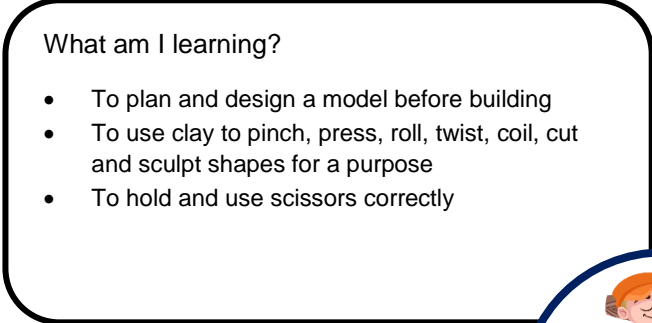 What am I learning?
• To plan and design a model before building
• To use clay to pinch, press, roll, twist, coil, cut
and sculpt shapes for a purpose
• To hold and use scissors correctly